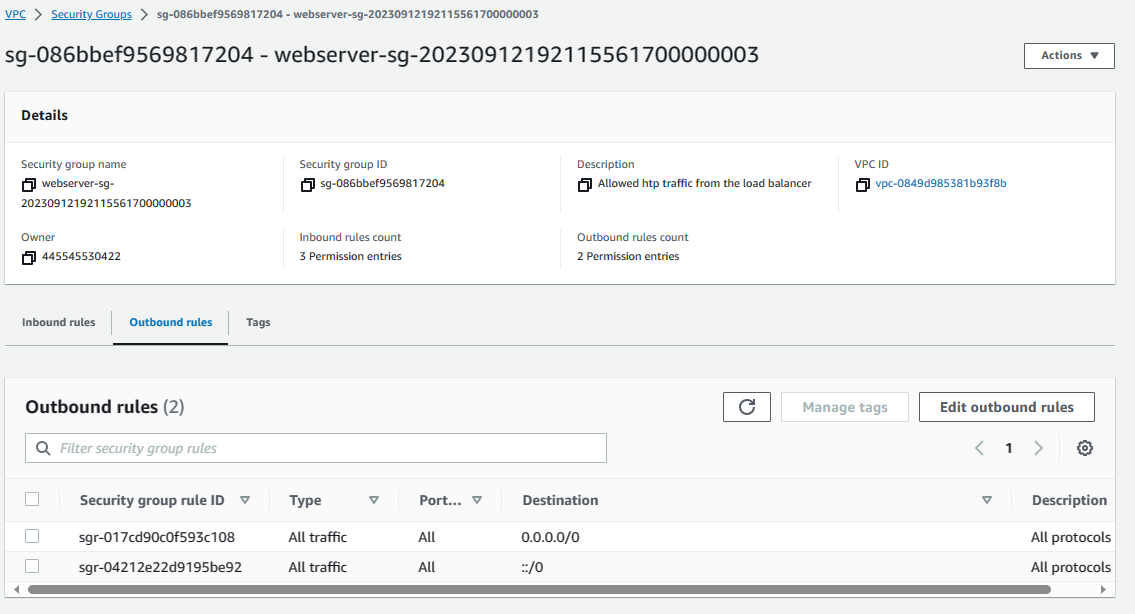 VPC > Security Groups > sg-086bbef9569817204 - webserver-sg-20230912192115561700000003
sg-086bbef9569817204 - webserver-sg-20230912192115561700000003
Actions
Details
Security group name
webserver-sg-
20230912192115561700000003
Security group ID
sg-086bbef9569817204
Description
Allowed htp traffic from the load balancer
VPC ID
vpc-0849d985381b93f8b
Owner
445545530422
Inbound rules count
3 Permission entries
Outbound rules count
2 Permission entries
Inbound rules Outbound rules Tags
Outbound rules (2)
Manage tags
Edit outbound rules
Filter security group rules
1
Security group rule ID Type Port... Destination Description
sgr-017cd90c0f593c108 All traffic All 0.0.0.0/0 All protocols
sgr-04212e22d9195be92 All traffic All ::/0 All protocols